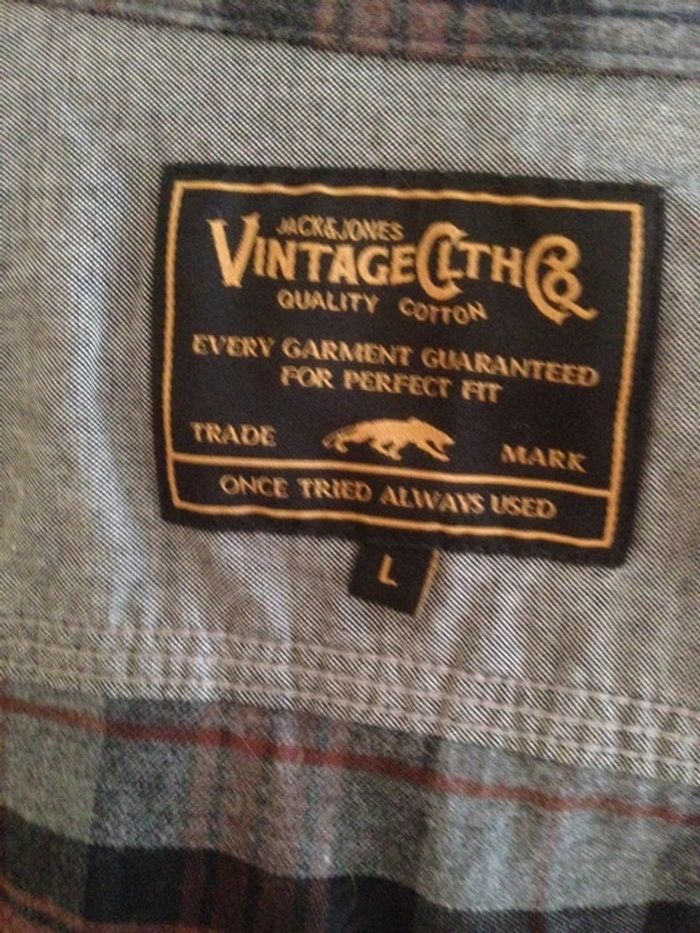 JACK&JONES
VINTAGE CLTH CO
QUALITY COTTON
EVERY GARMENT GUARANTEED
FOR PERFECT FIT
TRADE MARK
ONCE TRIED ALWAYS USED
L